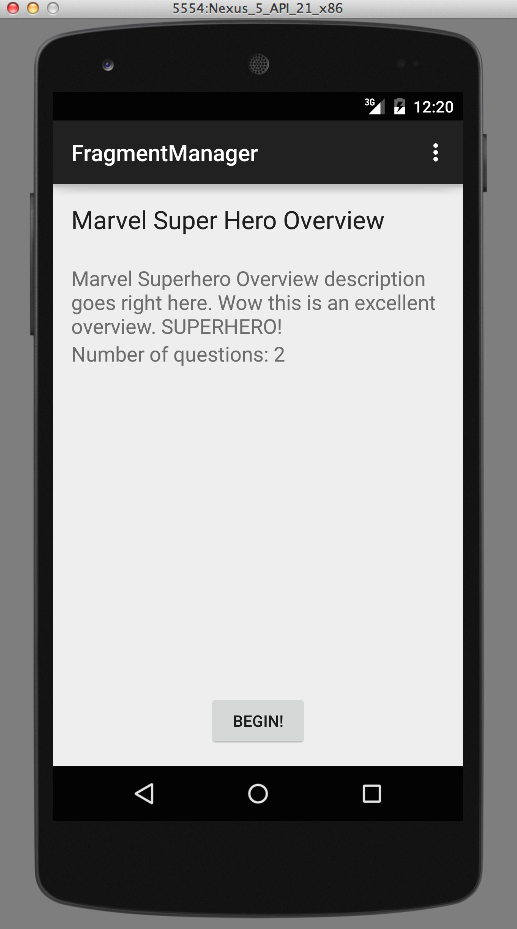 5554:Nexus_5_API_21_x86
3G 12:20
FragmentManager
Marvel Super Hero Overview
Marvel Superhero Overview description
goes right here. Wow this is an excellent
overview. SUPERHERO!
Number of questions: 2
BEGIN!